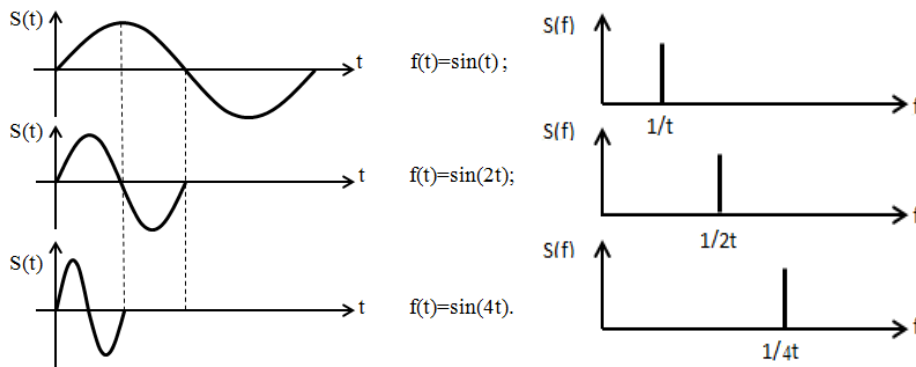 S(t)
t
f(t)=sin(t) ;
S(f)
f
1/t
S(t)
t
f(t)=sin(2t);
S(f)
f
1/2t
S(t)
t
f(t)=sin(4t).
S(f)
f
1/4t